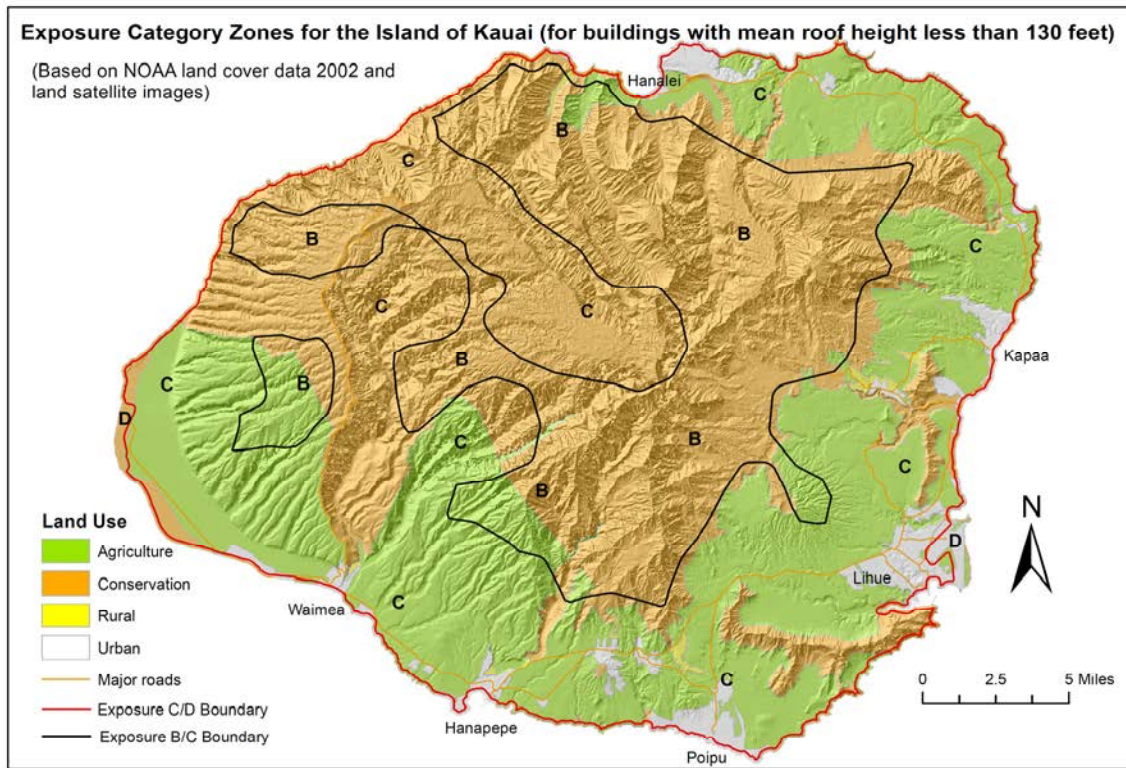 Exposure Category Zones for the Island of Kauai (for buildings with mean roof height less than 130 feet)
(Based on NOAA land cover data 2002 and
land satellite images)
Hanalei
C
B
C
B
B
C
C
C
B
C
B
Kapaa
D
C
B
C
B
C
N
D
Lihue
Land Use
Agriculture
Conservation
Rural
Urban
Major roads
Exposure C/D Boundary
Exposure B/C Boundary
Waimea
C
C
Hanapepe
Poipu
0 2.5 5 Miles